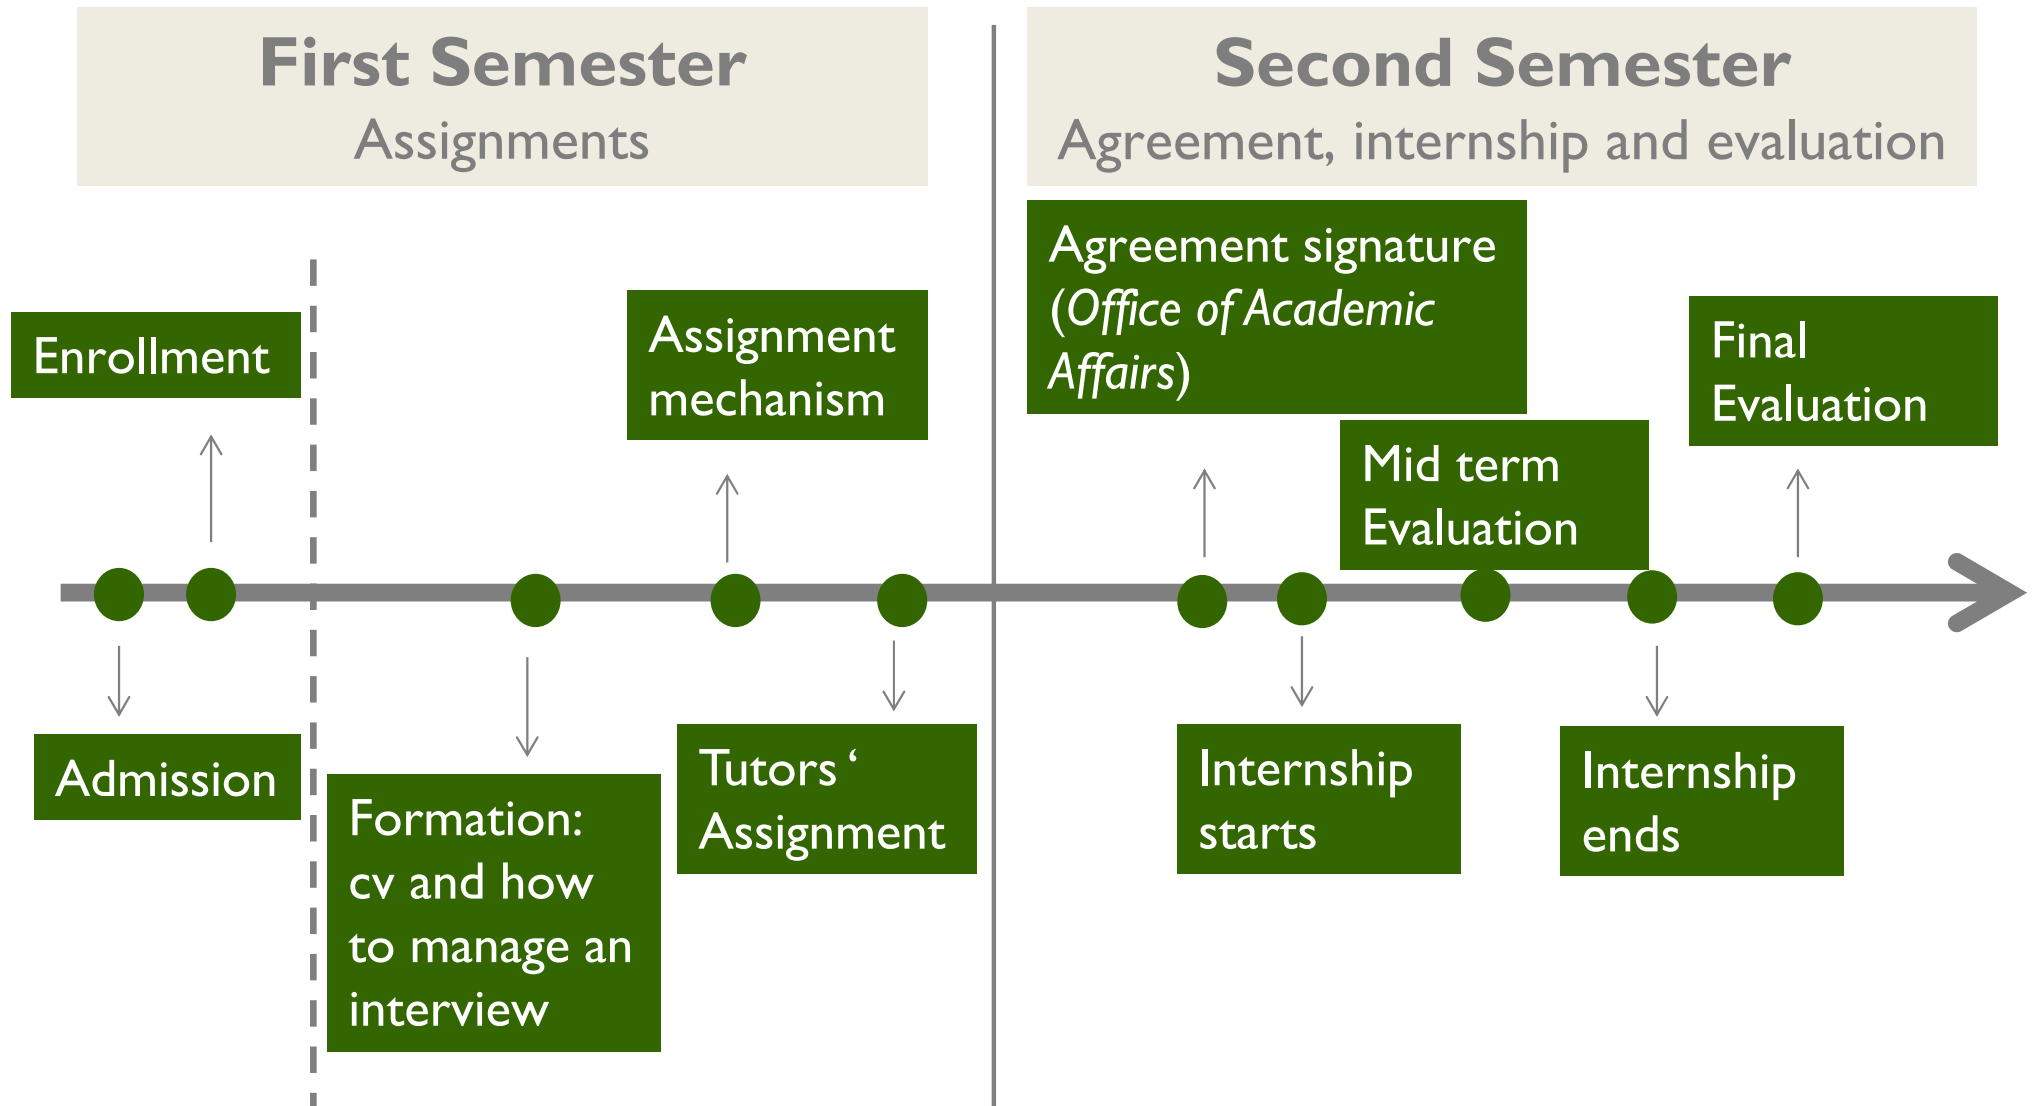 First Semester
Assignments
Second Semester
Agreement, internship and evaluation
Enrollment
Assignment
mechanism
Agreement signature
(Office of Academic
Affairs)
Mid term
Evaluation
Final
Evaluation
Admission
Formation:
cv and how
to manage an
interview
Tutors ‘
Assignment
Internship
starts
Internship
ends